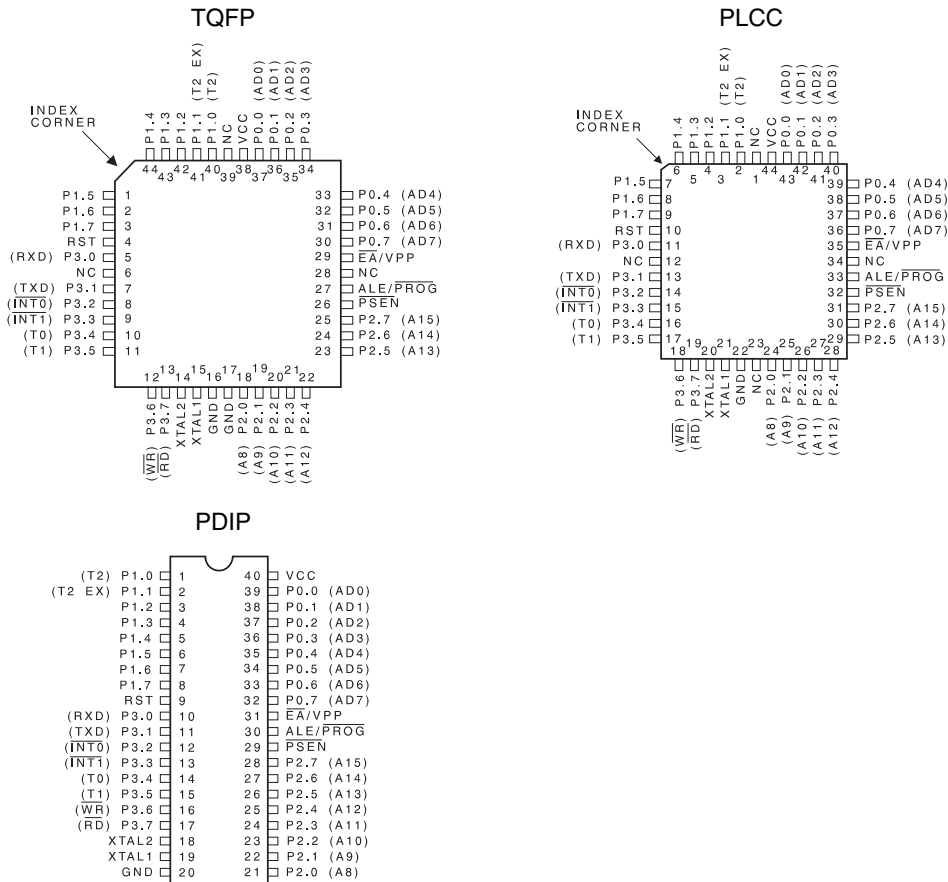 TQFP
INDEX CORNER
P1.4
P1.3
P1.2
P1.1 (T2 EX)
P1.0 (T2)
NC
VCC
P0.0 (AD0)
P0.1 (AD1)
P0.2 (AD2)
P0.3 (AD3)
44 43 42 41 40 39 38 37 36 35 34
P1.5 1
P1.6 2
P1.7 3
RST 4
(RXD) P3.0 5
NC 6
(TXD) P3.1 7
(INT0) P3.2 8
(INT1) P3.3 9
(T0) P3.4 10
(T1) P3.5 11
33 P0.4 (AD4)
32 P0.5 (AD5)
31 P0.6 (AD6)
30 P0.7 (AD7)
29 EA/VPP
28 NC
27 ALE/PROG
26 PSEN
25 P2.7 (A15)
24 P2.6 (A14)
23 P2.5 (A13)
12 13 14 15 16 17 18 19 20 21 22
(WR) P3.6
(RD) P3.7
XTAL2
XTAL1
GND
GND
(A8) P2.0
(A9) P2.1
(A10) P2.2
(A11) P2.3
(A12) P2.4
PLCC
INDEX CORNER
P1.4
P1.3
P1.2
P1.1 (T2 EX)
P1.0 (T2)
NC
VCC
P0.0 (AD0)
P0.1 (AD1)
P0.2 (AD2)
P0.3 (AD3)
6 5 4 3 2 1 44 43 42 41 40
P1.5 7
P1.6 8
P1.7 9
RST 10
(RXD) P3.0 11
NC 12
(TXD) P3.1 13
(INT0) P3.2 14
(INT1) P3.3 15
(T0) P3.4 16
(T1) P3.5 17
39 P0.4 (AD4)
38 P0.5 (AD5)
37 P0.6 (AD6)
36 P0.7 (AD7)
35 EA/VPP
34 NC
33 ALE/PROG
32 PSEN
31 P2.7 (A15)
30 P2.6 (A14)
29 P2.5 (A13)
18 19 20 21 22 23 24 25 26 27 28
(WR) P3.6
(RD) P3.7
XTAL2
XTAL1
GND
NC
(A8) P2.0
(A9) P2.1
(A10) P2.2
(A11) P2.3
(A12) P2.4
PDIP
(T2) P1.0 1 40 VCC
(T2 EX) P1.1 2 39 P0.0 (AD0)
P1.2 3 38 P0.1 (AD1)
P1.3 4 37 P0.2 (AD2)
P1.4 5 36 P0.3 (AD3)
P1.5 6 35 P0.4 (AD4)
P1.6 7 34 P0.5 (AD5)
P1.7 8 33 P0.6 (AD6)
RST 9 32 P0.7 (AD7)
(RXD) P3.0 10 31 EA/VPP
(TXD) P3.1 11 30 ALE/PROG
(INT0) P3.2 12 29 PSEN
(INT1) P3.3 13 28 P2.7 (A15)
(T0) P3.4 14 27 P2.6 (A14)
(T1) P3.5 15 26 P2.5 (A13)
(WR) P3.6 16 25 P2.4 (A12)
(RD) P3.7 17 24 P2.3 (A11)
XTAL2 18 23 P2.2 (A10)
XTAL1 19 22 P2.1 (A9)
GND 20 21 P2.0 (A8)